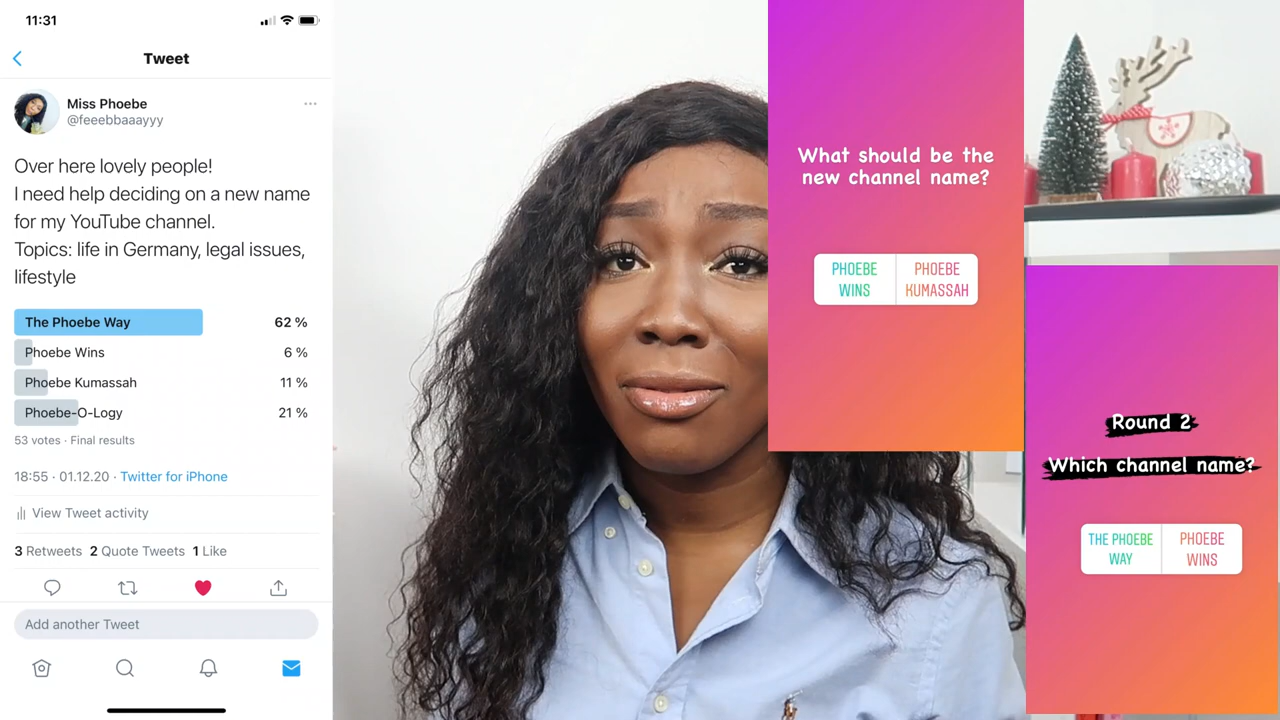 11:31
Tweet
Miss Phoebe
@feeebbaaayyy
Over here lovely people!
I need help deciding on a new name
for my YouTube channel.
Topics: life in Germany, legal issues,
lifestyle
The Phoebe Way 62 %
Phoebe Wins 6 %
Phoebe Kumassah 11 %
Phoebe-O-Logy 21 %
53 votes · Final results
18:55 · 01.12.20 · Twitter for iPhone
View Tweet activity
3 Retweets 2 Quote Tweets 1 Like
Add another Tweet
What should be the
new channel name?
PHOEBE
WINS
PHOEBE
KUMASSAH
Round 2
Which channel name?
THE PHOEBE
WAY
PHOEBE
WINS